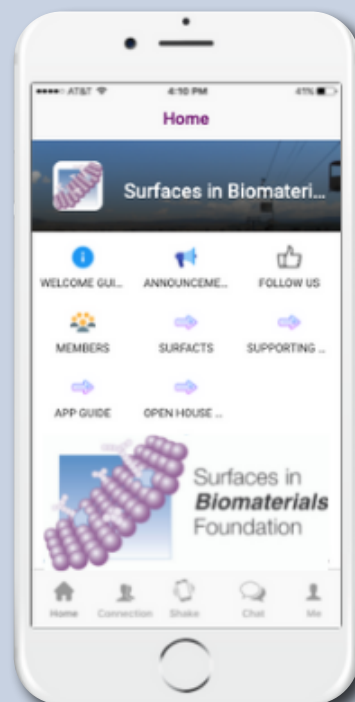 AT&T 4:10 PM 41%
Home
Surfaces in Biomateri...
WELCOME GUI... ANNOUNCEME... FOLLOW US
MEMBERS SURFACTS SUPPORTING ...
APP GUIDE OPEN HOUSE ...
Surfaces in
Biomaterials
Foundation
Home Connection Shake Chat Me